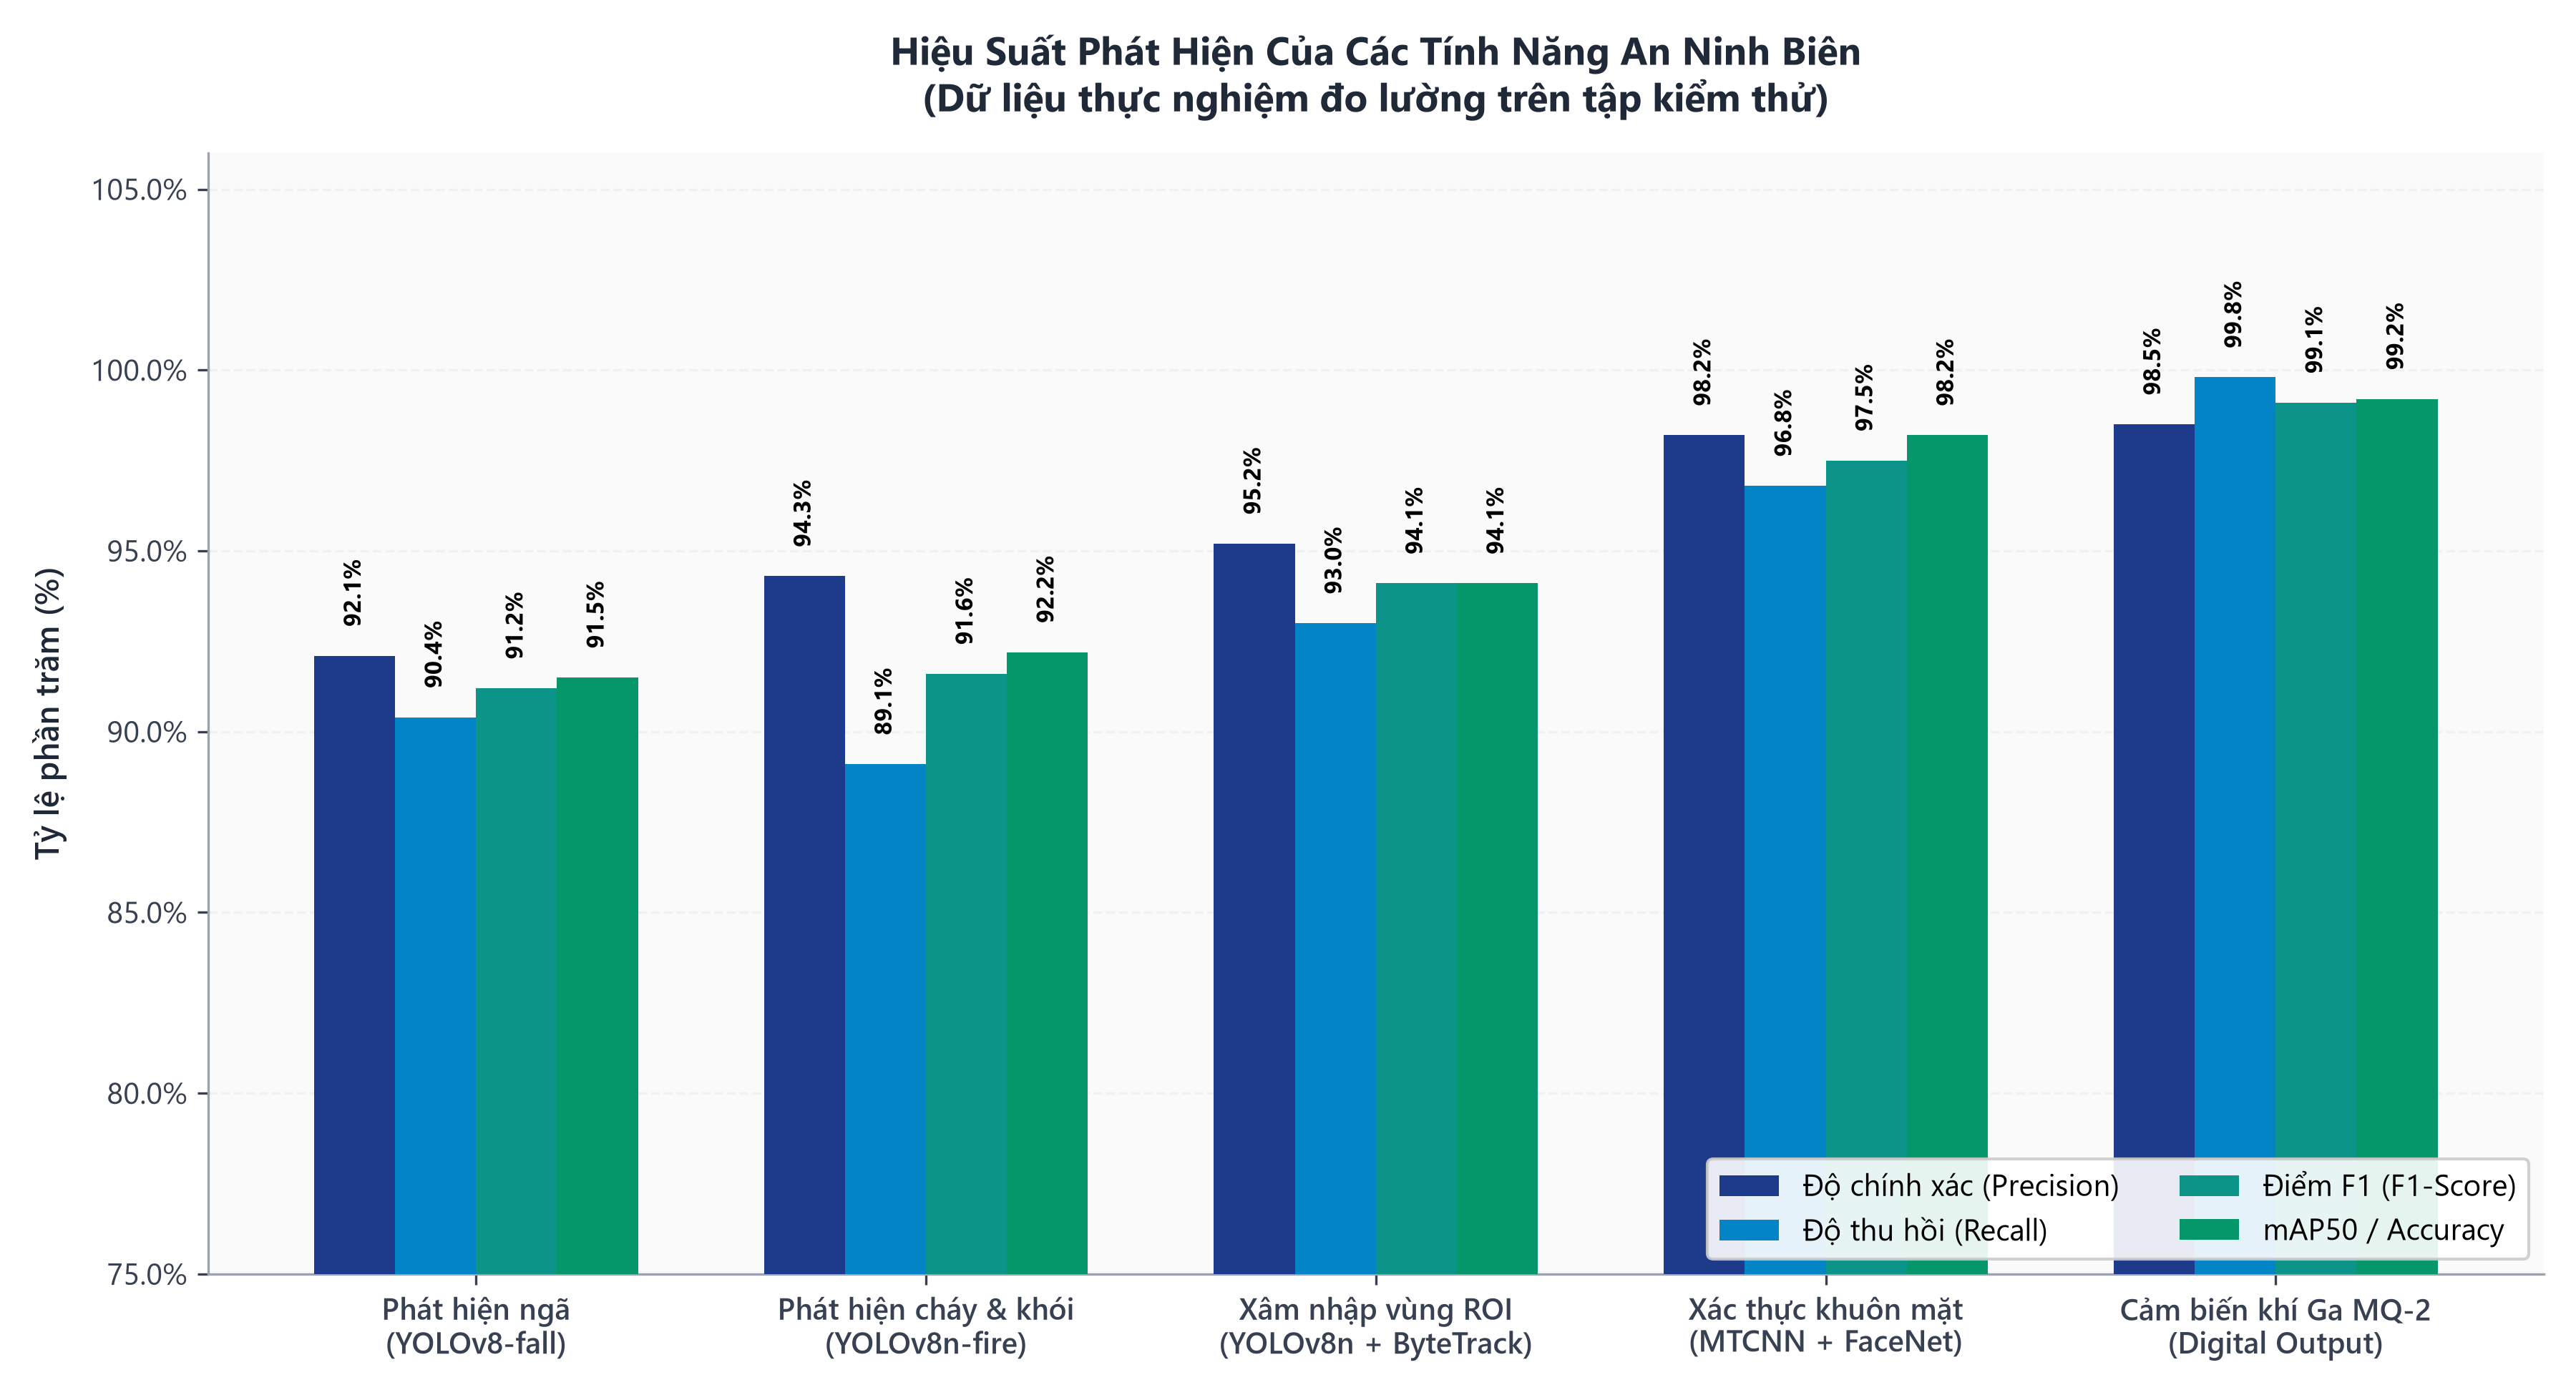 Hiệu Suất Phát Hiện Của Các Tính Năng An Ninh Biên
(Dữ liệu thực nghiệm đo lường trên tập kiểm thử)
Tỷ lệ phần trăm (%)
105.0%
100.0%
95.0%
90.0%
85.0%
80.0%
75.0%
92.1%
90.4%
91.2%
91.5%
94.3%
89.1%
91.6%
92.2%
95.2%
93.0%
94.1%
94.1%
98.2%
96.8%
97.5%
98.2%
98.5%
99.8%
99.1%
99.2%
Độ chính xác (Precision)
Độ thu hồi (Recall)
Điểm F1 (F1-Score)
mAP50 / Accuracy
Phát hiện ngã
(YOLOv8-fall)
Phát hiện cháy & khói
(YOLOv8n-fire)
Xâm nhập vùng ROI
(YOLOv8n + ByteTrack)
Xác thực khuôn mặt
(MTCNN + FaceNet)
Cảm biến khí Ga MQ-2
(Digital Output)